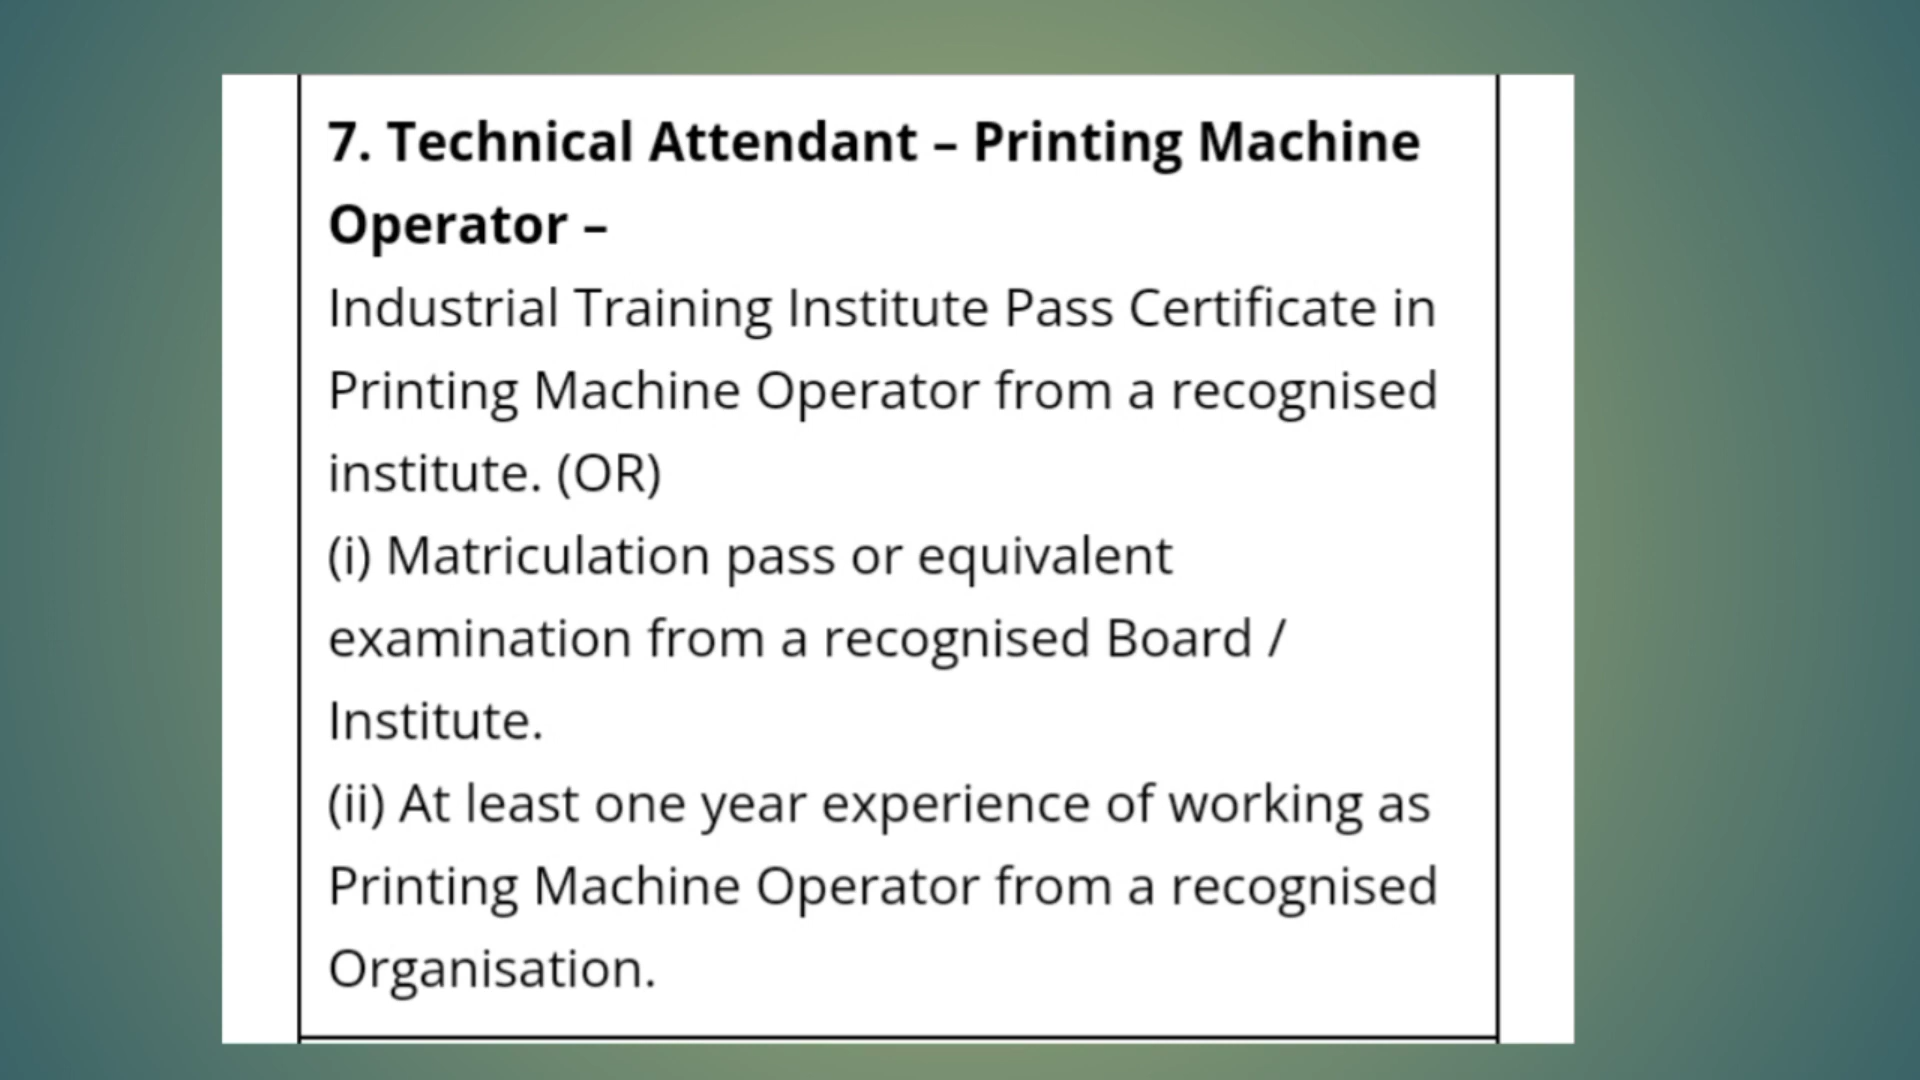 7. Technical Attendant – Printing Machine
Operator –
Industrial Training Institute Pass Certificate in
Printing Machine Operator from a recognised
institute. (OR)
(i) Matriculation pass or equivalent
examination from a recognised Board /
Institute.
(ii) At least one year experience of working as
Printing Machine Operator from a recognised
Organisation.